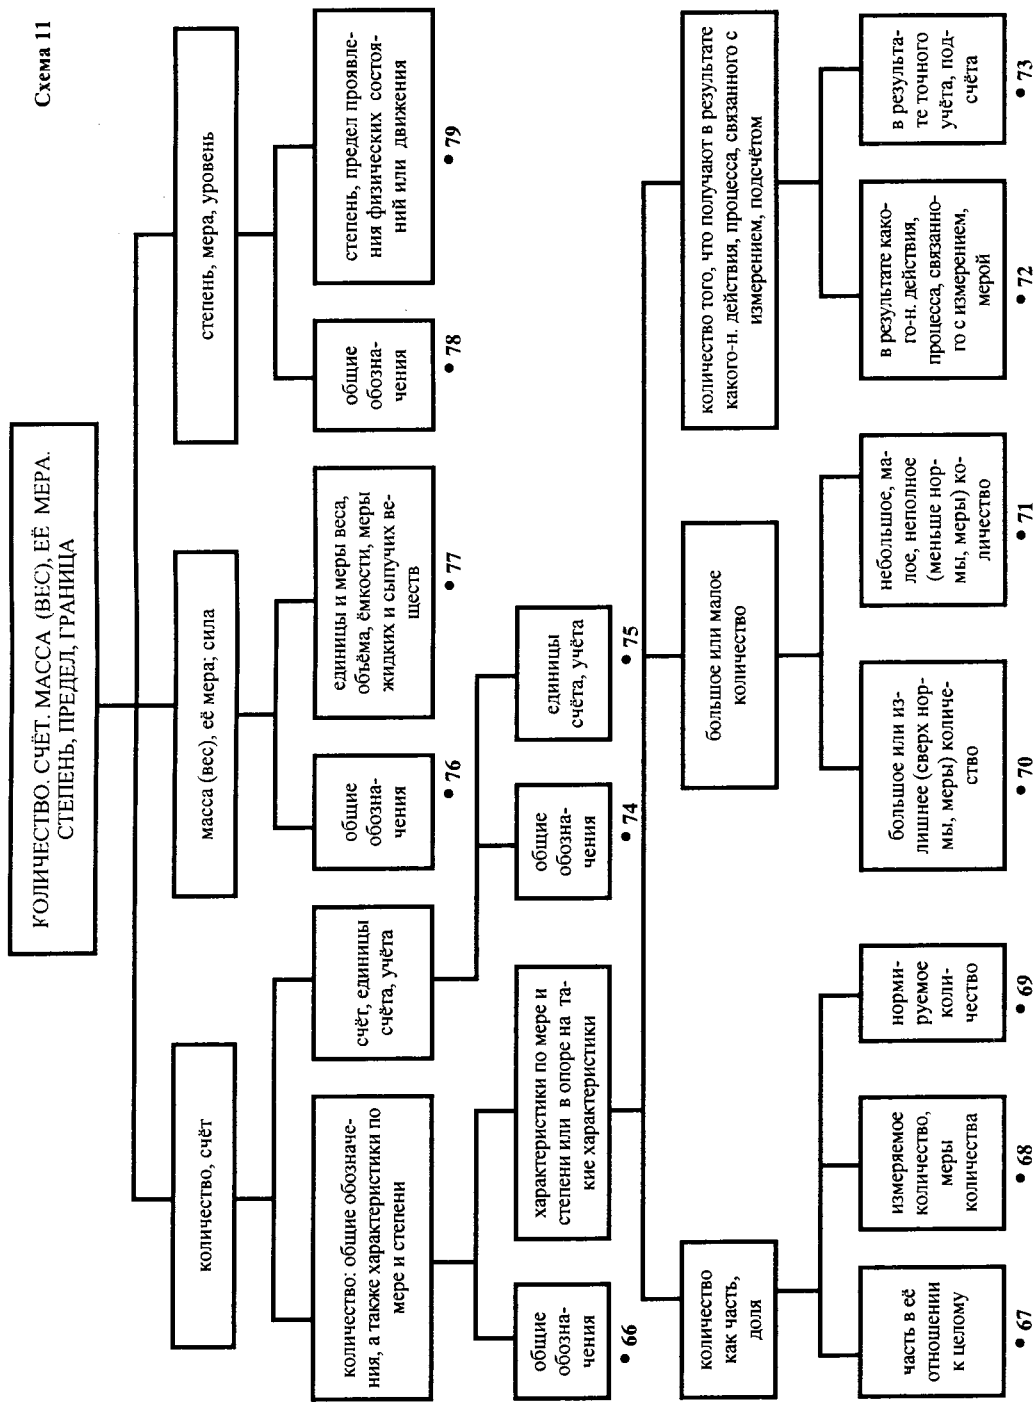 Схема 11
КОЛИЧЕСТВО. СЧЁТ. МАССА (ВЕС), ЕЁ МЕРА.
СТЕПЕНЬ, ПРЕДЕЛ, ГРАНИЦА
количество, счёт
масса (вес), её мера; сила
степень, мера, уровень
количество: общие обозначе-
ния, а также характеристики по
мере и степени
счёт, единицы
счёта, учёта
общие
обозна-
чения
• 76
единицы и меры веса,
объёма, ёмкости, меры
жидких и сыпучих ве-
ществ
• 77
общие
обозна-
чения
• 78
степень, предел проявле-
ния физических состоя-
ний или движения
• 79
общие
обозна-
чения
• 66
характеристики по мере и
степени или в опоре на та-
кие характеристики
общие
обозна-
чения
• 74
единицы
счёта, учёта
• 75
количество
как часть,
доля
большое или малое
количество
количество того, что получают в результате
какого-н. действия, процесса, связанного с
измерением, подсчётом
часть в её
отношении
к целому
• 67
измеряемое
количество,
меры
количества
• 68
норми-
руемое
коли-
чество
• 69
большое или из-
лишнее (сверх нор-
мы, меры) количе-
ство
• 70
небольшое, ма-
лое, неполное
(меньше нор-
мы, меры) ко-
личество
• 71
в результате како-
го-н. действия,
процесса, связанно-
го с измерением,
мерой
• 72
в результа-
те точного
учёта, под-
счёта
• 73